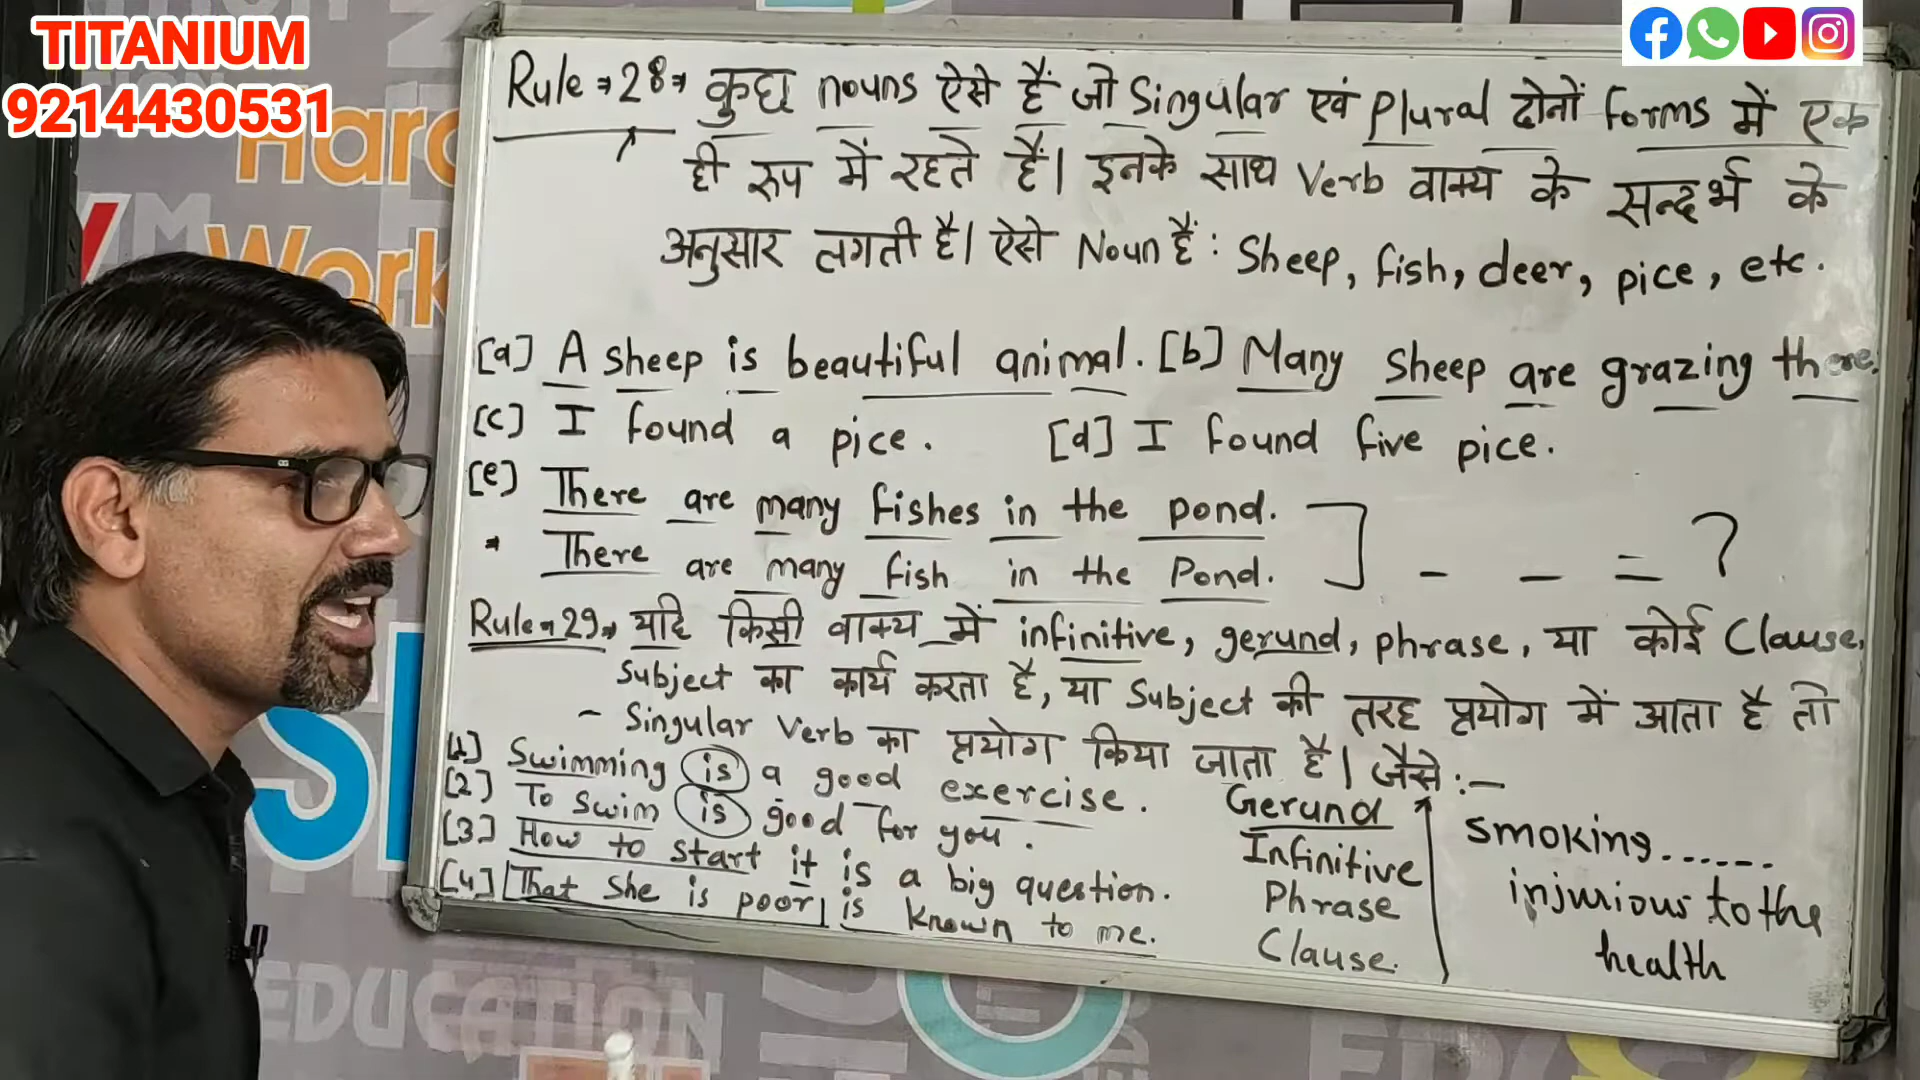 TITANIUM
9214430531
Hard
Work
EDUCATION
Rule → 28 → कुछ nouns ऐसे हैं जो Singular एवं Plural दोनों forms में एक
ही रूप में रहते हैं। इनके साथ Verb वाक्य के सन्दर्भ के
अनुसार लगती है। ऐसे Noun हैं : Sheep, fish, deer, pice, etc.
[a] A sheep is beautiful animal. [b] Many sheep are grazing there.
[c] I found a pice. [d] I found five pice.
[e] There are many fishes in the pond.
→ There are many fish in the Pond. ] - - = ?
Rule → 29 → यदि किसी वाक्य में infinitive, gerund, phrase, या कोई Clause,
Subject का कार्य करता है, या Subject की तरह प्रयोग में आता है तो
- Singular Verb का प्रयोग किया जाता है। जैसे :-
[1] Swimming is a good exercise.
[2] To swim is good for you.
[3] How to start it is a big question.
[4] That she is poor is known to me.
Gerund
Infinitive
Phrase
Clause.
smoking......
injurious to the
health